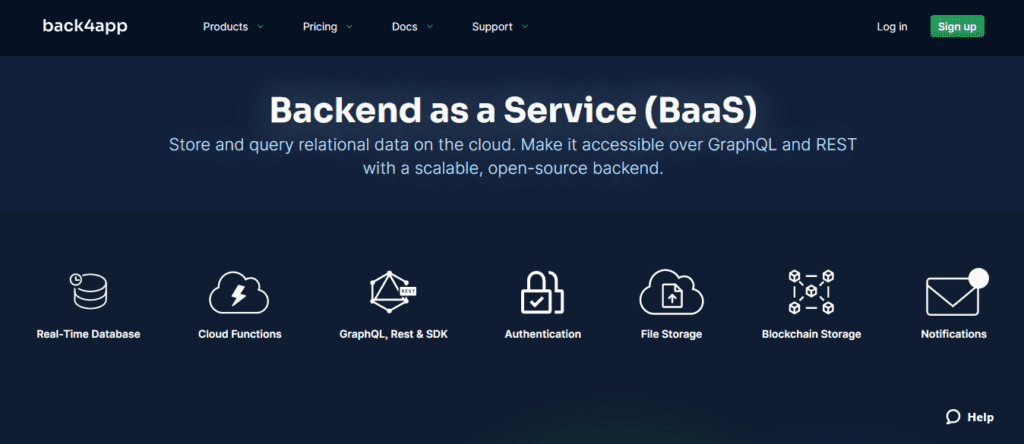 back4app
Products
Pricing
Docs
Support
Log in
Sign up
Backend as a Service (BaaS)
Store and query relational data on the cloud. Make it accessible over GraphQL and REST
with a scalable, open-source backend.
REST
Real-Time Database
Cloud Functions
GraphQL, Rest & SDK
Authentication
File Storage
Blockchain Storage
Notifications
Help